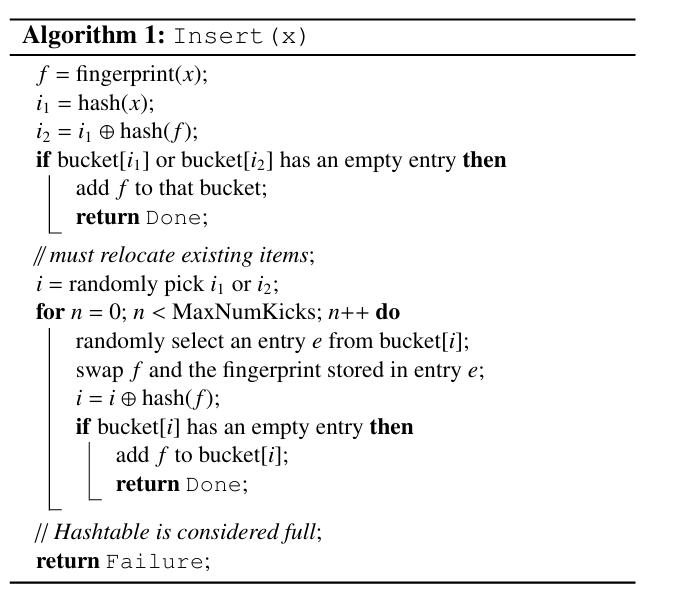 Algorithm 1: Insert(x)
f = fingerprint(x);
i₁ = hash(x);
i₂ = i₁ ⊕ hash(f);
if bucket[i₁] or bucket[i₂] has an empty entry then
add f to that bucket;
return Done;
// must relocate existing items;
i = randomly pick i₁ or i₂;
for n = 0; n < MaxNumKicks; n++ do
randomly select an entry e from bucket[i];
swap f and the fingerprint stored in entry e;
i = i ⊕ hash(f);
if bucket[i] has an empty entry then
add f to bucket[i];
return Done;
// Hashtable is considered full;
return Failure;